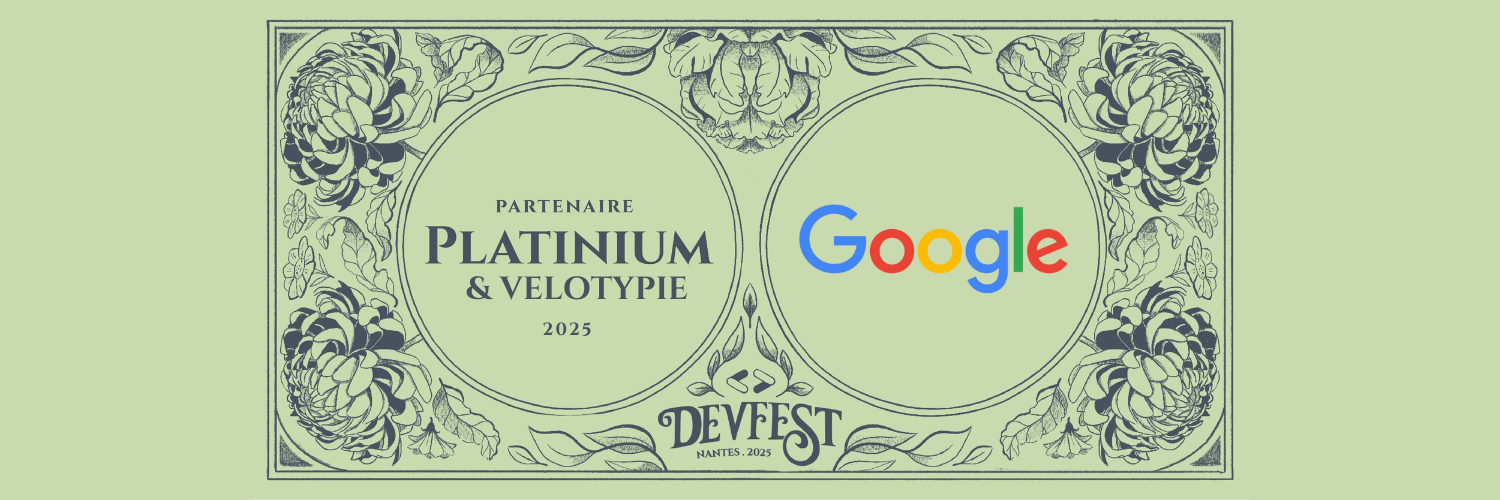 PARTENAIRE
PLATINIUM
& VELOTYPIE
2025
Google
DEVFEST
NANTES . 2025